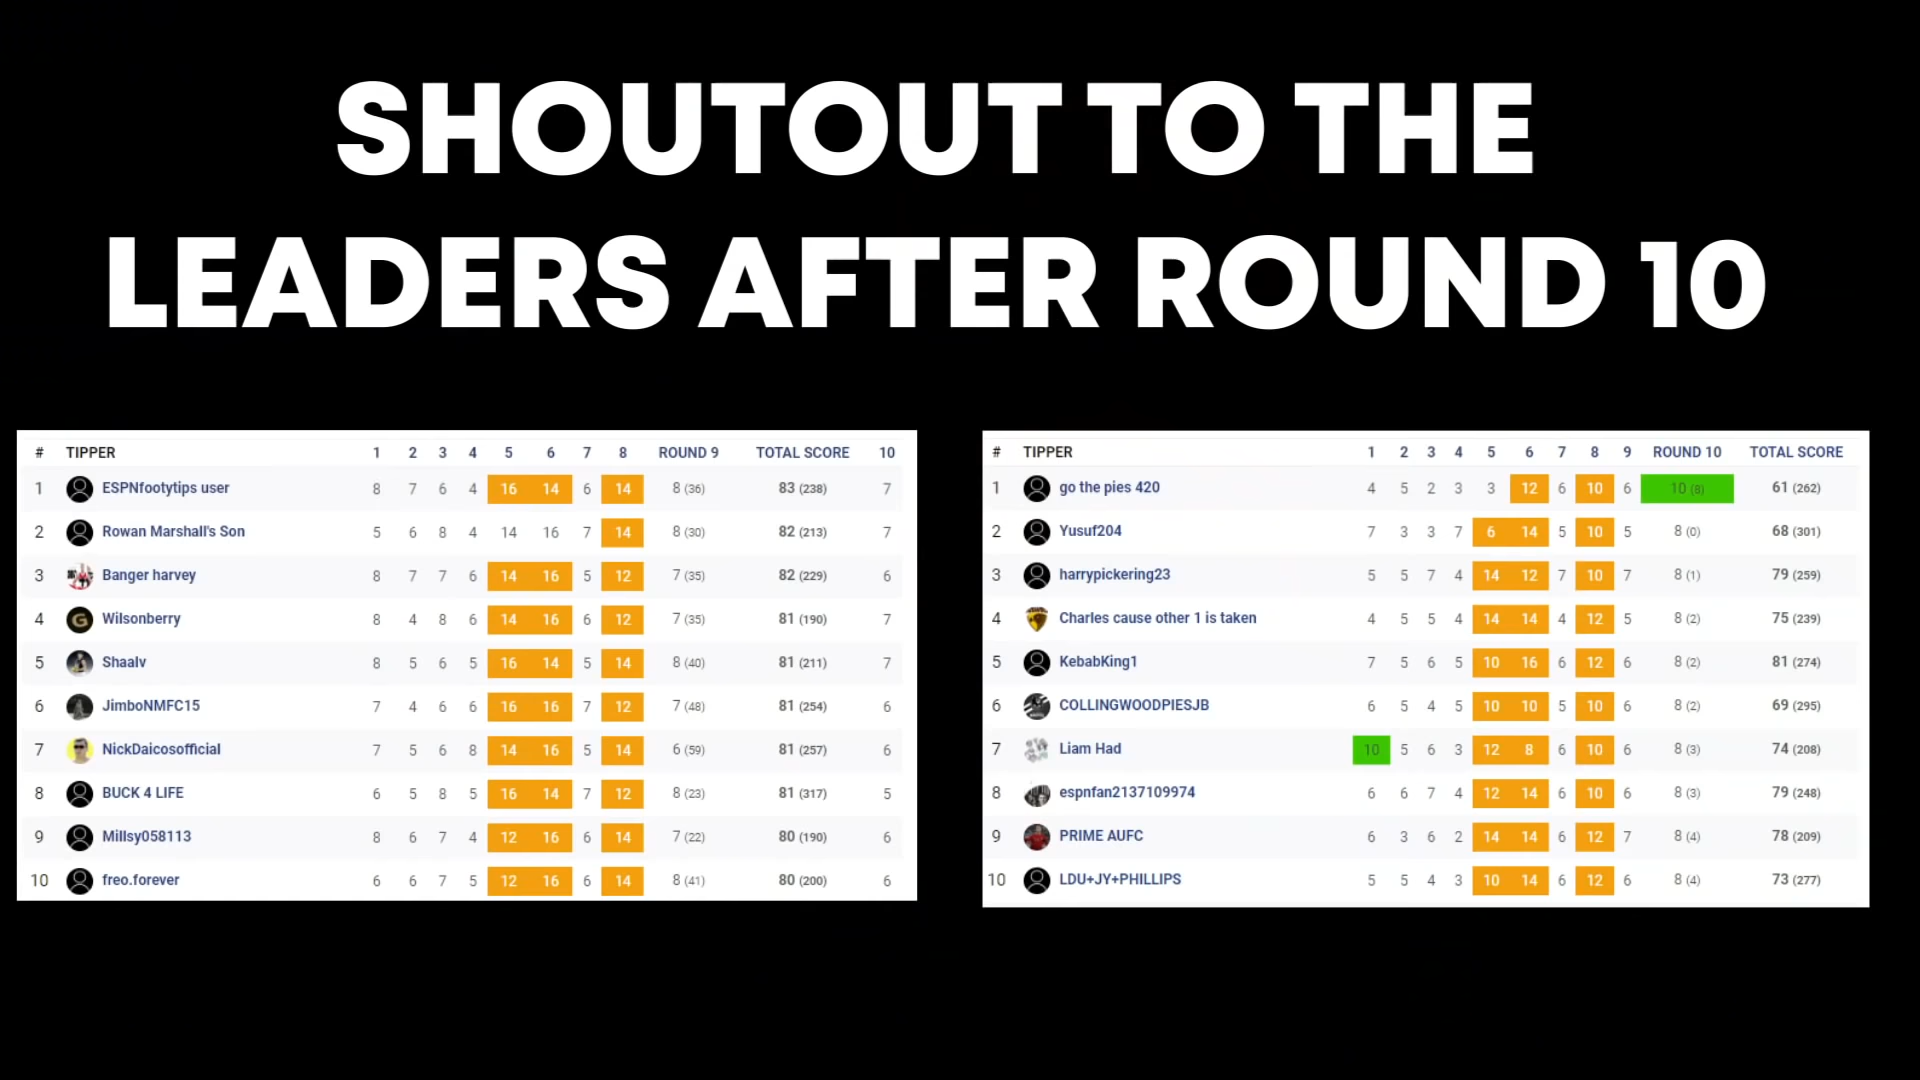 SHOUTOUT TO THE
LEADERS AFTER ROUND 10
# TIPPER 1 2 3 4 5 6 7 8 ROUND 9 TOTAL SCORE 10
1 ESPNfootytips user 8 7 6 4 16 14 6 14 8 (36) 83 (238) 7
2 Rowan Marshall's Son 5 6 8 4 14 16 7 14 8 (30) 82 (213) 7
3 Banger harvey 8 7 7 6 14 16 5 12 7 (35) 82 (229) 6
4 Wilsonberry 8 4 8 6 14 16 6 12 7 (35) 81 (190) 7
5 Shaalv 8 5 6 5 16 14 5 14 8 (40) 81 (211) 7
6 JimboNMFC15 7 4 6 6 16 16 7 12 7 (48) 81 (254) 6
7 NickDaicosofficial 7 5 6 8 14 16 5 14 6 (59) 81 (257) 6
8 BUCK 4 LIFE 6 5 8 5 16 14 7 12 8 (23) 81 (317) 5
9 Millsy058113 8 6 7 4 12 16 6 14 7 (22) 80 (190) 6
10 freo.forever 6 6 7 5 12 16 6 14 8 (41) 80 (200) 6
# TIPPER 1 2 3 4 5 6 7 8 9 ROUND 10 TOTAL SCORE
1 go the pies 420 4 5 2 3 3 12 6 10 6 10 (8) 61 (262)
2 Yusuf204 7 3 3 7 6 14 5 10 5 8 (0) 68 (301)
3 harrypickering23 5 5 7 4 14 12 7 10 7 8 (1) 79 (259)
4 Charles cause other 1 is taken 4 5 5 4 14 14 4 12 5 8 (2) 75 (239)
5 KebabKing1 7 5 6 5 10 16 6 12 6 8 (2) 81 (274)
6 COLLINGWOODPIESJB 6 5 4 5 10 10 5 10 6 8 (2) 69 (295)
7 Liam Had 10 5 6 3 12 8 6 10 6 8 (3) 74 (208)
8 espnfan2137109974 6 6 7 4 12 14 6 10 6 8 (3) 79 (248)
9 PRIME AUFC 6 3 6 2 14 14 6 12 7 8 (4) 78 (209)
10 LDU+JY+PHILLIPS 5 5 4 3 10 14 6 12 6 8 (4) 73 (277)